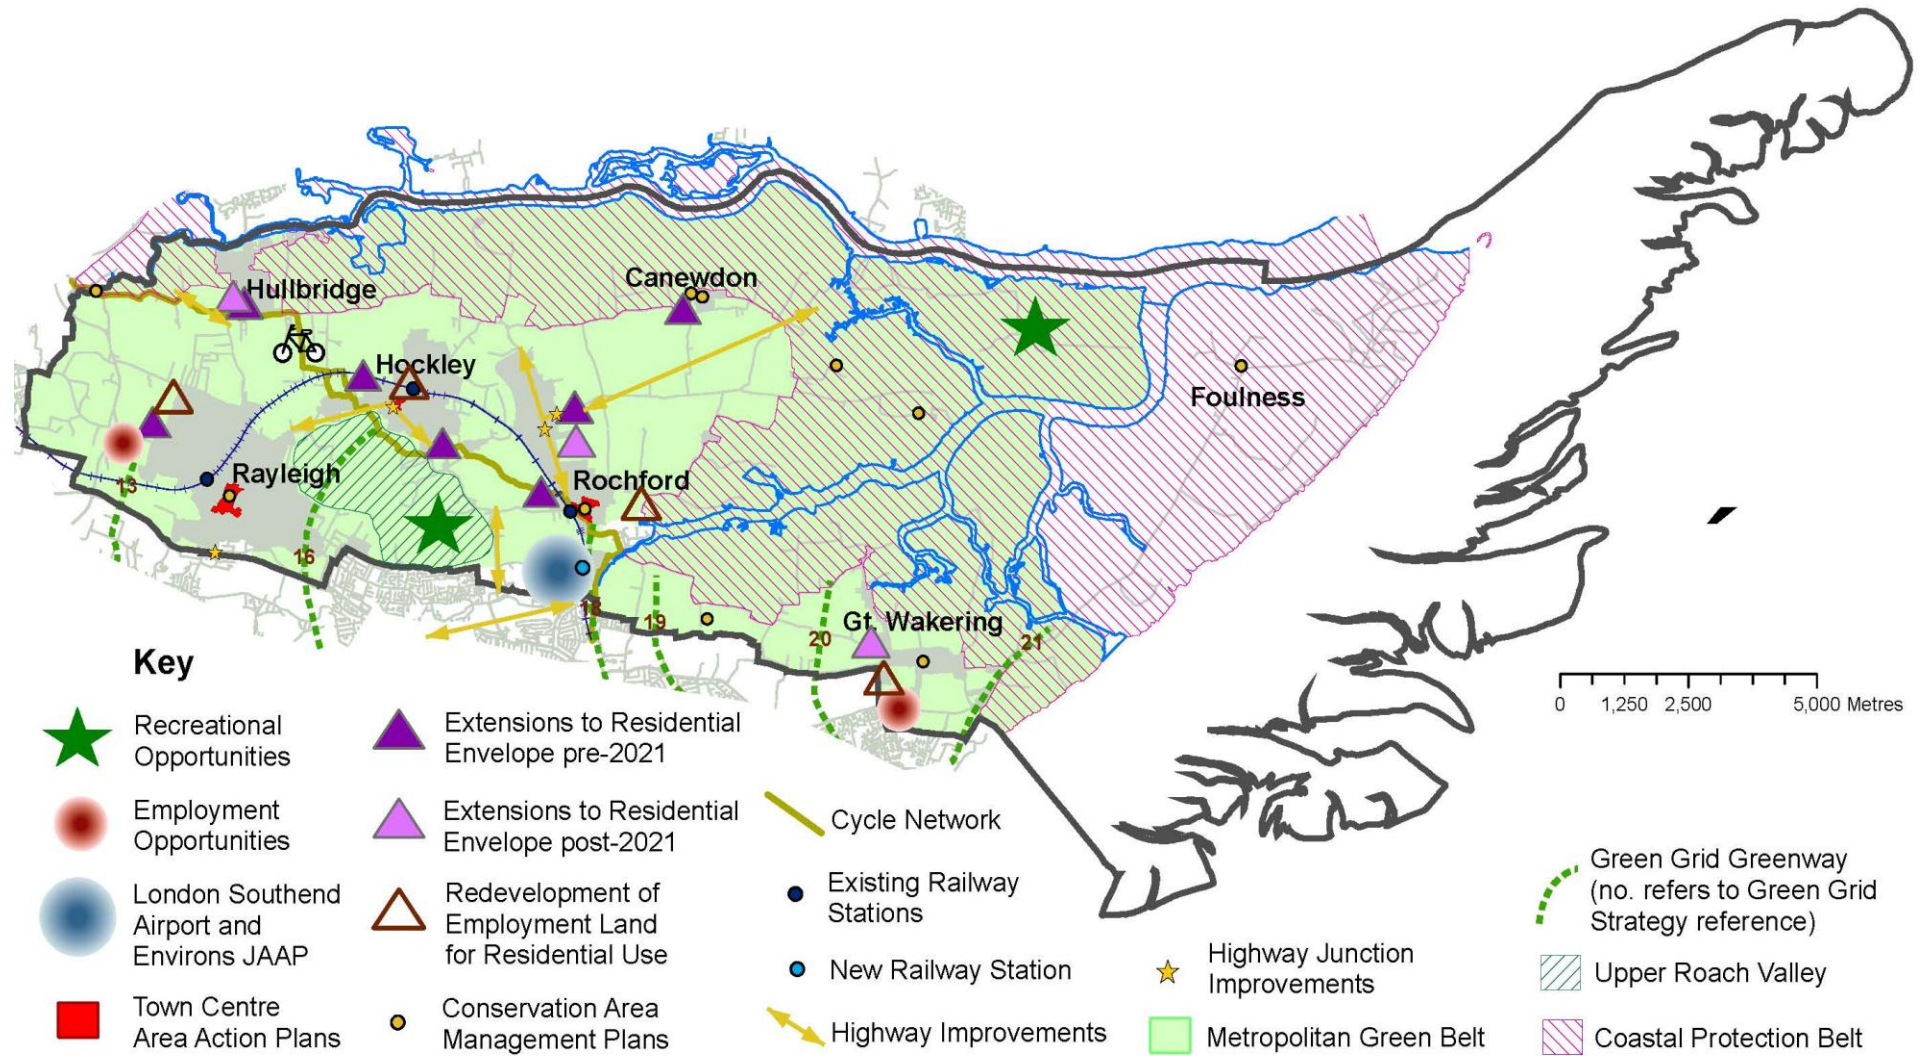 Hullbridge
Canewdon
Hockley
Foulness
Rayleigh
Rochford
13
16
18
19
20
Gt. Wakering
21
Key
Recreational
Opportunities
Employment
Opportunities
London Southend
Airport and
Environs JAAP
Town Centre
Area Action Plans
Extensions to Residential
Envelope pre-2021
Extensions to Residential
Envelope post-2021
Redevelopment of
Employment Land
for Residential Use
Conservation Area
Management Plans
Cycle Network
Existing Railway
Stations
New Railway Station
Highway Improvements
Highway Junction
Improvements
Metropolitan Green Belt
0 1,250 2,500 5,000 Metres
Green Grid Greenway
(no. refers to Green Grid
Strategy reference)
Upper Roach Valley
Coastal Protection Belt